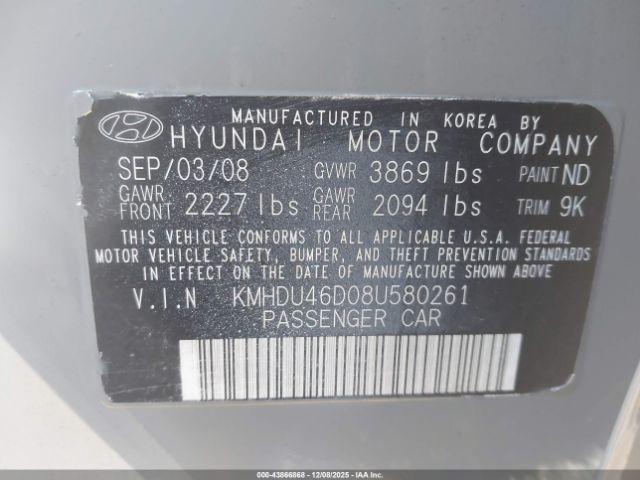 MANUFACTURED IN KOREA BY
HYUNDAI MOTOR COMPANY
SEP/03/08 GVWR 3869 lbs PAINT ND
GAWR FRONT 2227 lbs GAWR REAR 2094 lbs TRIM 9K
THIS VEHICLE CONFORMS TO ALL APPLICABLE U.S.A. FEDERAL
MOTOR VEHICLE SAFETY, BUMPER, AND THEFT PREVENTION STANDARDS
IN EFFECT ON THE DATE OF MANUFACTURE SHOWN ABOVE
V.I.N KMHDU46D08U580261
PASSENGER CAR
000-43866868 - 12/08/2025 - IAAI.COM